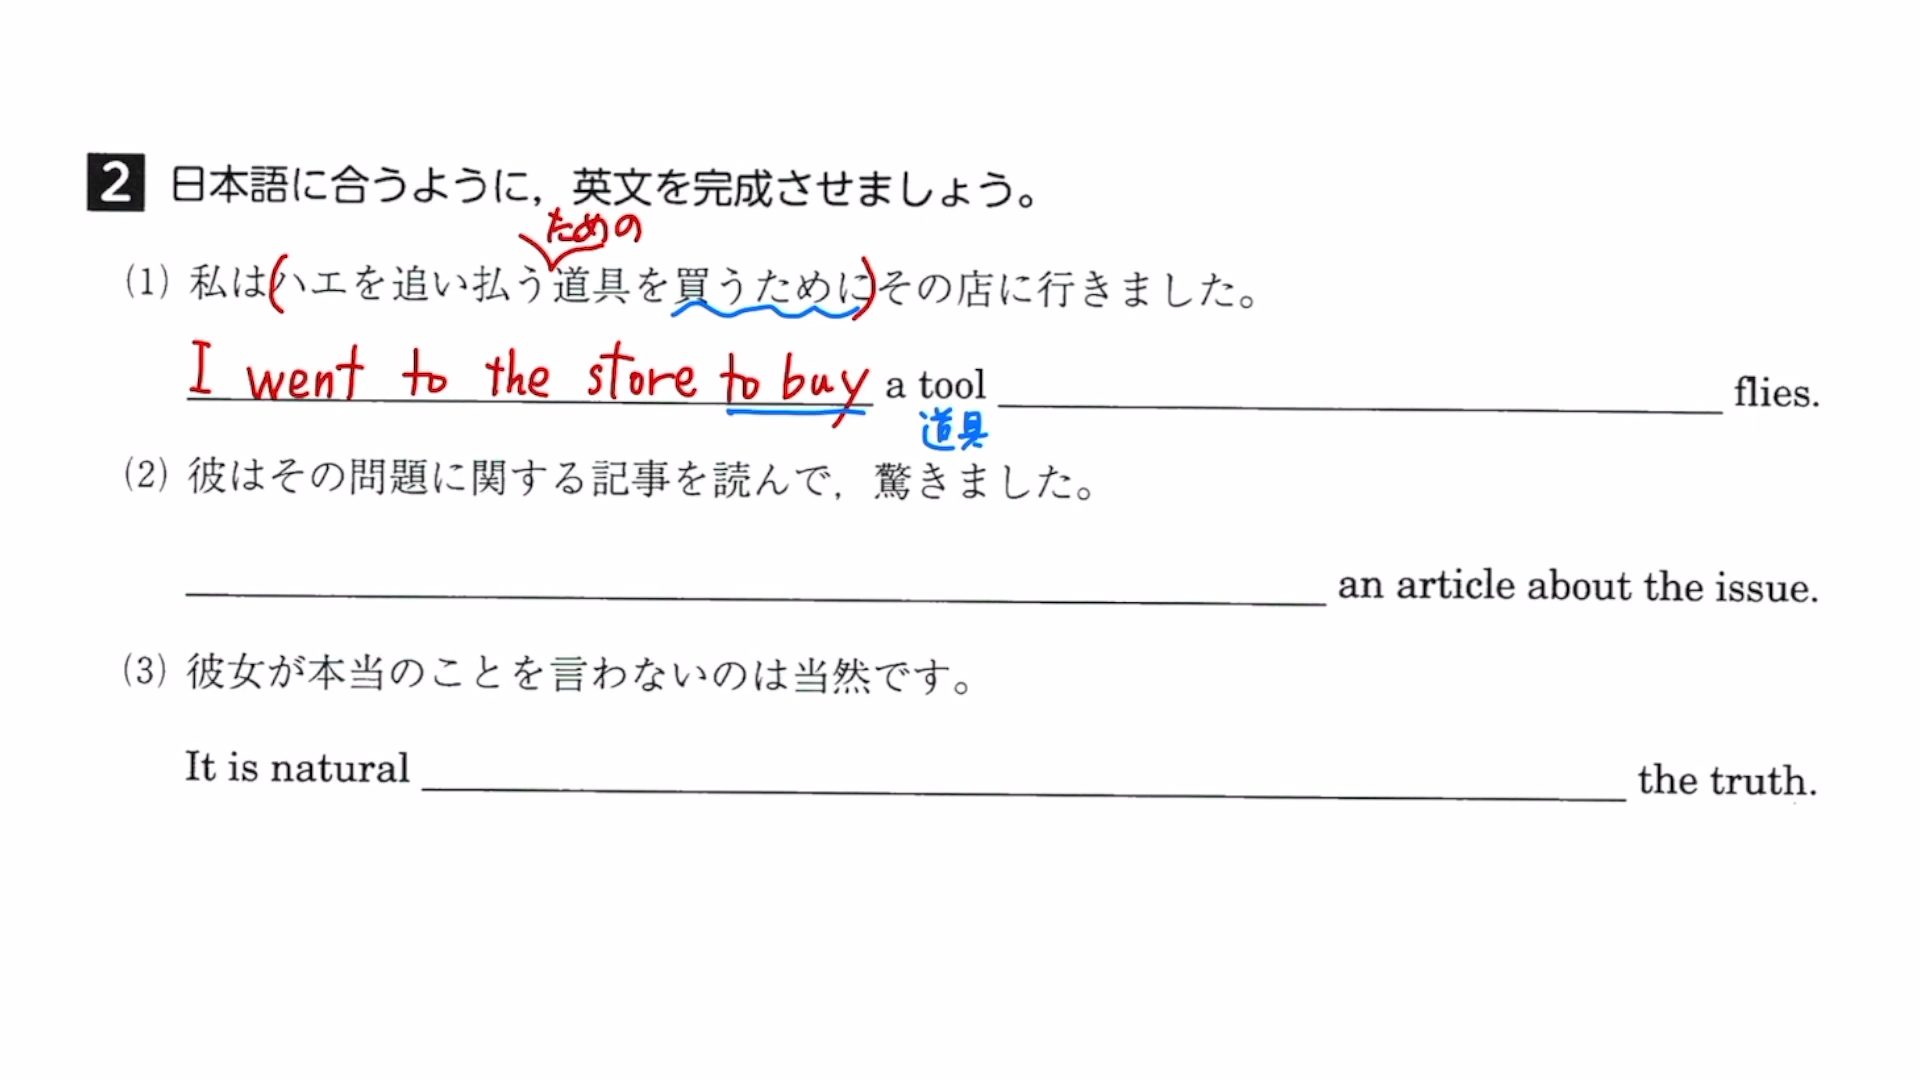 2 日本語に合うように，英文を完成させましょう。
ための
(1) 私は(ハエを追い払う道具を買うために)その店に行きました。
I went to the store to buy a tool flies.
道具
(2) 彼はその問題に関する記事を読んで，驚きました。
an article about the issue.
(3) 彼女が本当のことを言わないのは当然です。
It is natural the truth.